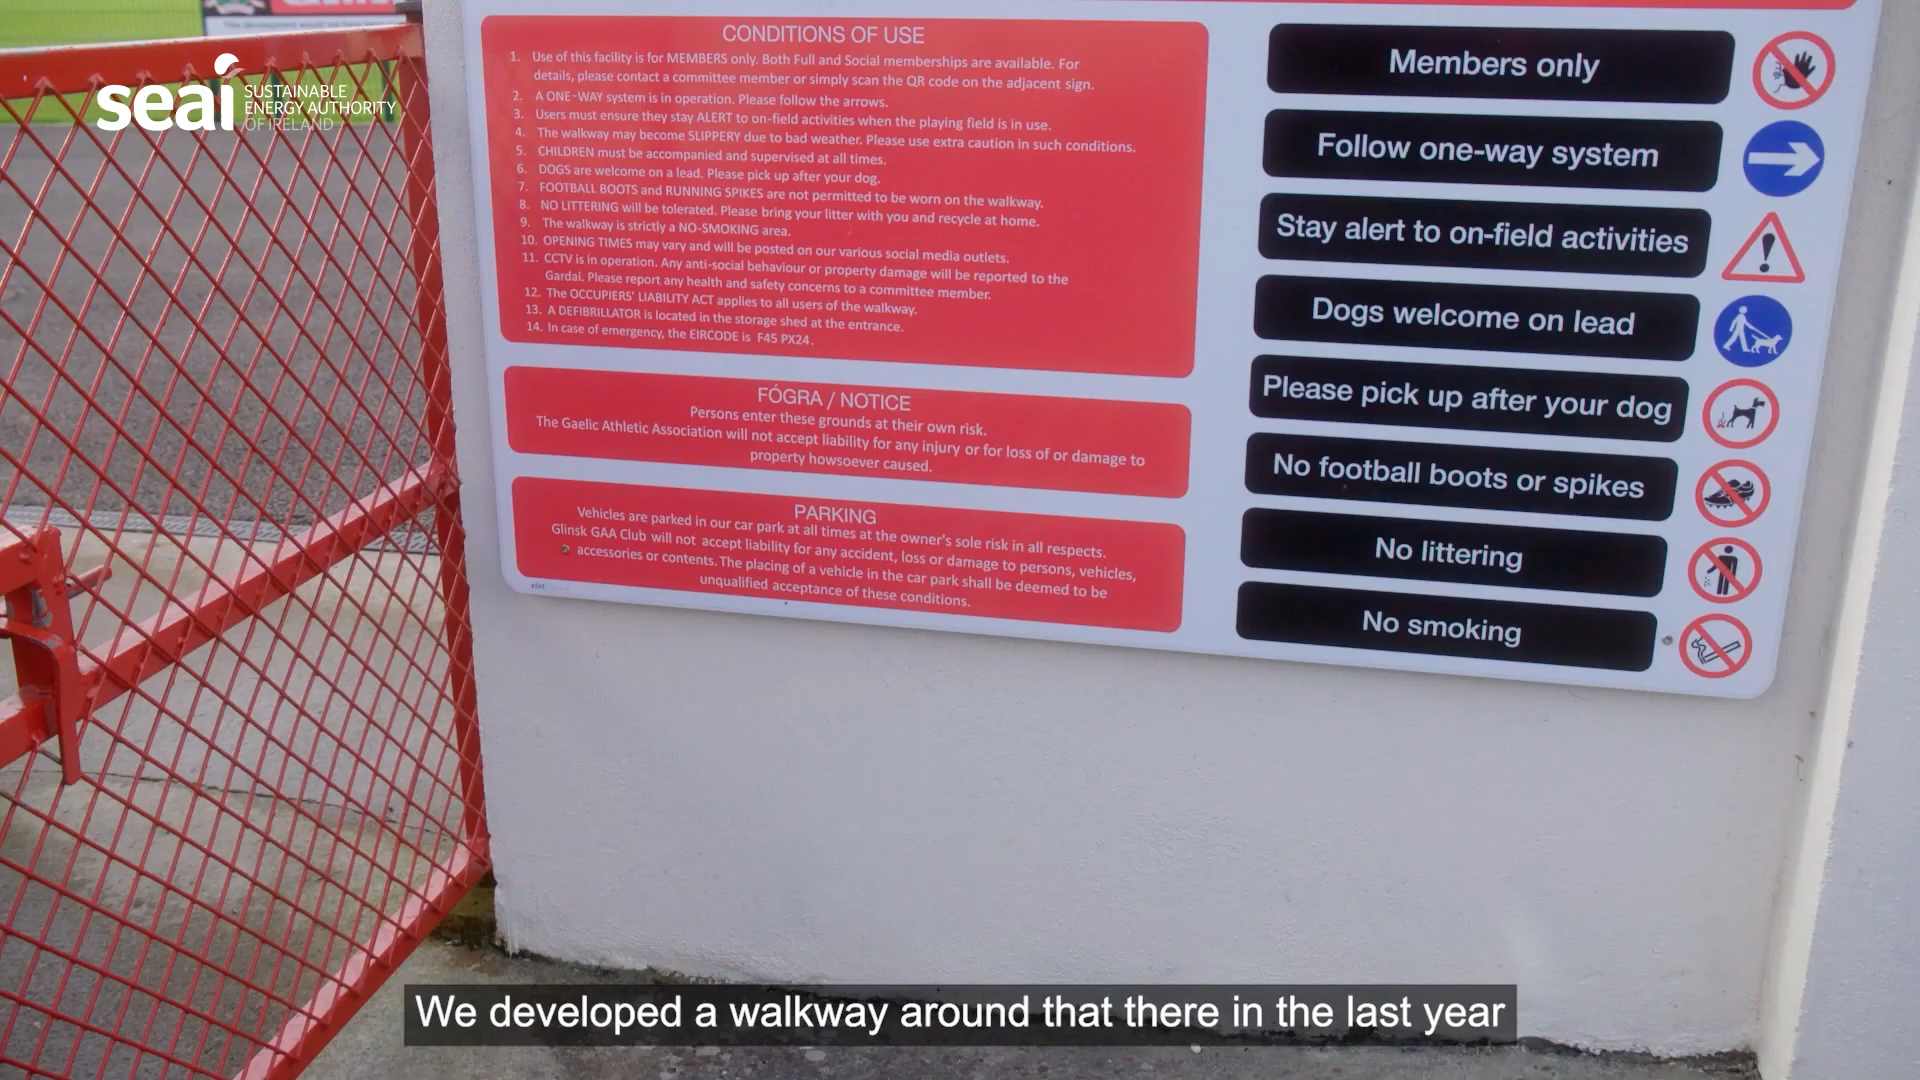 seai SUSTAINABLE
ENERGY AUTHORITY
OF IRELAND
CONDITIONS OF USE
1. Use of this facility is for MEMBERS only. Both Full and Social memberships are available. For
details, please contact a committee member or simply scan the QR code on the adjacent sign.
2. A ONE-WAY system is in operation. Please follow the arrows.
3. Users must ensure they stay ALERT to on-field activities when the playing field is in use.
4. The walkway may become SLIPPERY due to bad weather. Please use extra caution in such conditions.
5. CHILDREN must be accompanied and supervised at all times.
6. DOGS are welcome on a lead. Please pick up after your dog.
7. FOOTBALL BOOTS and RUNNING SPIKES are not permitted to be worn on the walkway.
8. NO LITTERING will be tolerated. Please bring your litter with you and recycle at home.
9. The walkway is strictly a NO-SMOKING area.
10. OPENING TIMES may vary and will be posted on our various social media outlets.
11. CCTV is in operation. Any anti-social behaviour or property damage will be reported to the
Gardaí. Please report any health and safety concerns to a committee member.
12. The OCCUPIERS' LIABILITY ACT applies to all users of the walkway.
13. A DEFIBRILLATOR is located in the storage shed at the entrance.
14. In case of emergency, the EIRCODE is F45 PX24.
FÓGRA / NOTICE
Persons enter these grounds at their own risk.
The Gaelic Athletic Association will not accept liability for any injury or for loss of or damage to
property howsoever caused.
PARKING
Vehicles are parked in our car park at all times at the owner's sole risk in all respects.
Glinsk GAA Club will not accept liability for any accident, loss or damage to persons, vehicles,
accessories or contents. The placing of a vehicle in the car park shall be deemed to be
unqualified acceptance of these conditions.
Members only
Follow one-way system
Stay alert to on-field activities
Dogs welcome on lead
Please pick up after your dog
No football boots or spikes
No littering
No smoking
We developed a walkway around that there in the last year